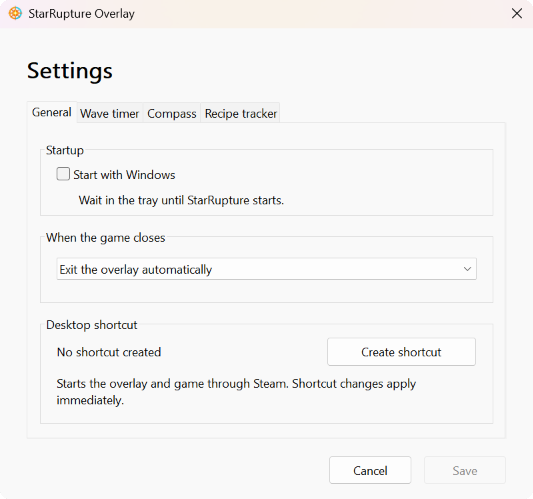 StarRupture Overlay
Settings
General
Wave timer
Compass
Recipe tracker
Startup
Start with Windows
Wait in the tray until StarRupture starts.
When the game closes
Exit the overlay automatically
Desktop shortcut
No shortcut created
Create shortcut
Starts the overlay and game through Steam. Shortcut changes apply
immediately.
Cancel
Save